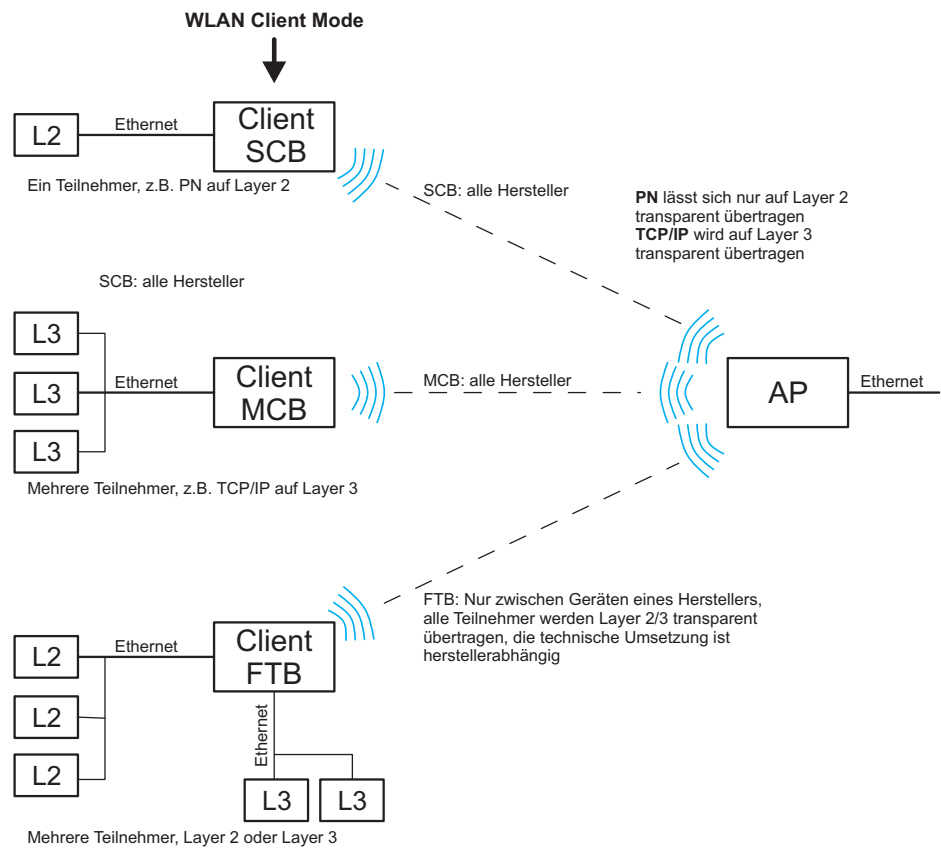 WLAN Client Mode
L2
Ethernet
Client
SCB
Ein Teilnehmer, z.B. PN auf Layer 2
SCB: alle Hersteller
PN lässt sich nur auf Layer 2
transparent übertragen
TCP/IP wird auf Layer 3
transparent übertragen
SCB: alle Hersteller
L3
L3
L3
Ethernet
Client
MCB
MCB: alle Hersteller
AP
Ethernet
Mehrere Teilnehmer, z.B. TCP/IP auf Layer 3
FTB: Nur zwischen Geräten eines Herstellers,
alle Teilnehmer werden Layer 2/3 transparent
übertragen, die technische Umsetzung ist
herstellerabhängig
L2
L2
L2
Ethernet
Client
FTB
Ethernet
L3
L3
Mehrere Teilnehmer, Layer 2 oder Layer 3